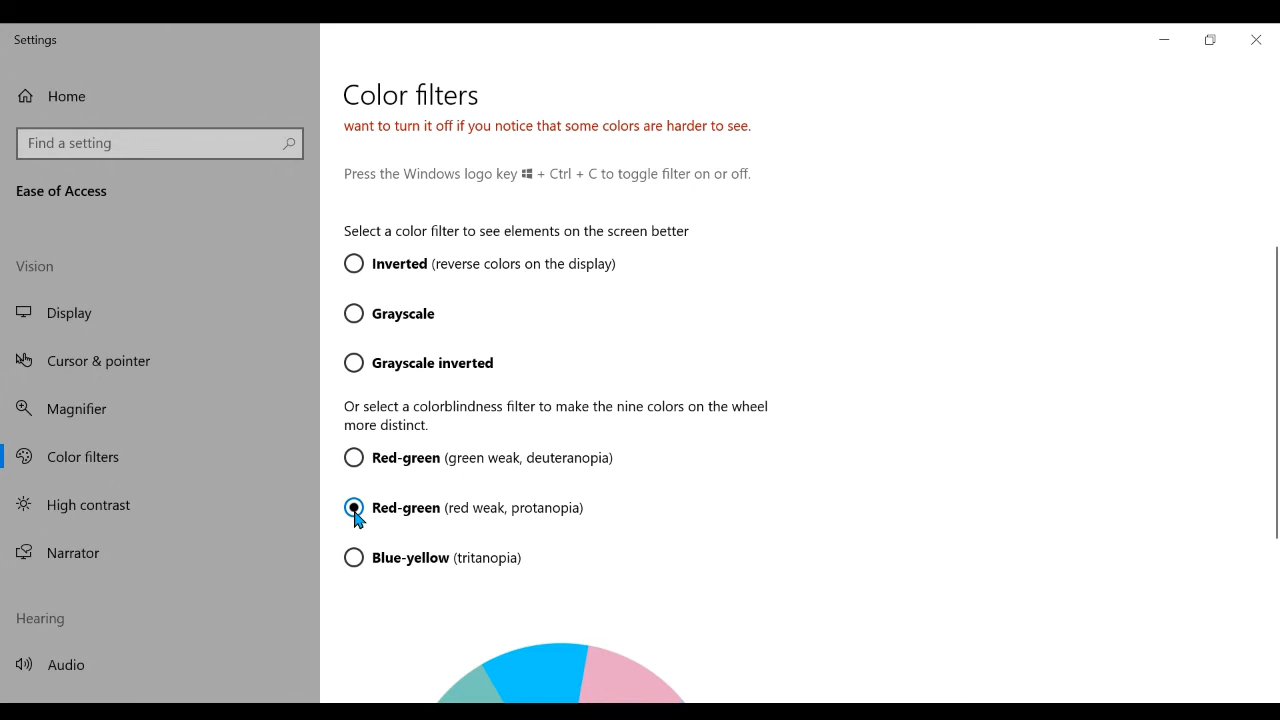 Settings
Home
Find a setting
Ease of Access
Vision
Display
Cursor & pointer
Magnifier
Color filters
High contrast
Narrator
Hearing
Audio
Color filters
want to turn it off if you notice that some colors are harder to see.
Press the Windows logo key + Ctrl + C to toggle filter on or off.
Select a color filter to see elements on the screen better
Inverted (reverse colors on the display)
Grayscale
Grayscale inverted
Or select a colorblindness filter to make the nine colors on the wheel
more distinct.
Red-green (green weak, deuteranopia)
Red-green (red weak, protanopia)
Blue-yellow (tritanopia)